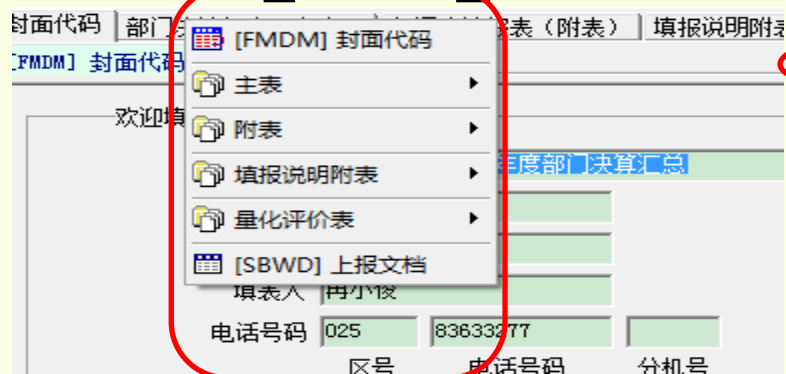 封面代码 部门 表（附表） 填报说明附表
[FMDM] 封面代码
[FMDM] 封面代码
主表
欢迎填
附表
年度部门决算汇总
填报说明附表
量化评价表
[SBWD] 上报文档
填表人 冉小俊
电话号码 025 83633277
区号 电话号码 分机号